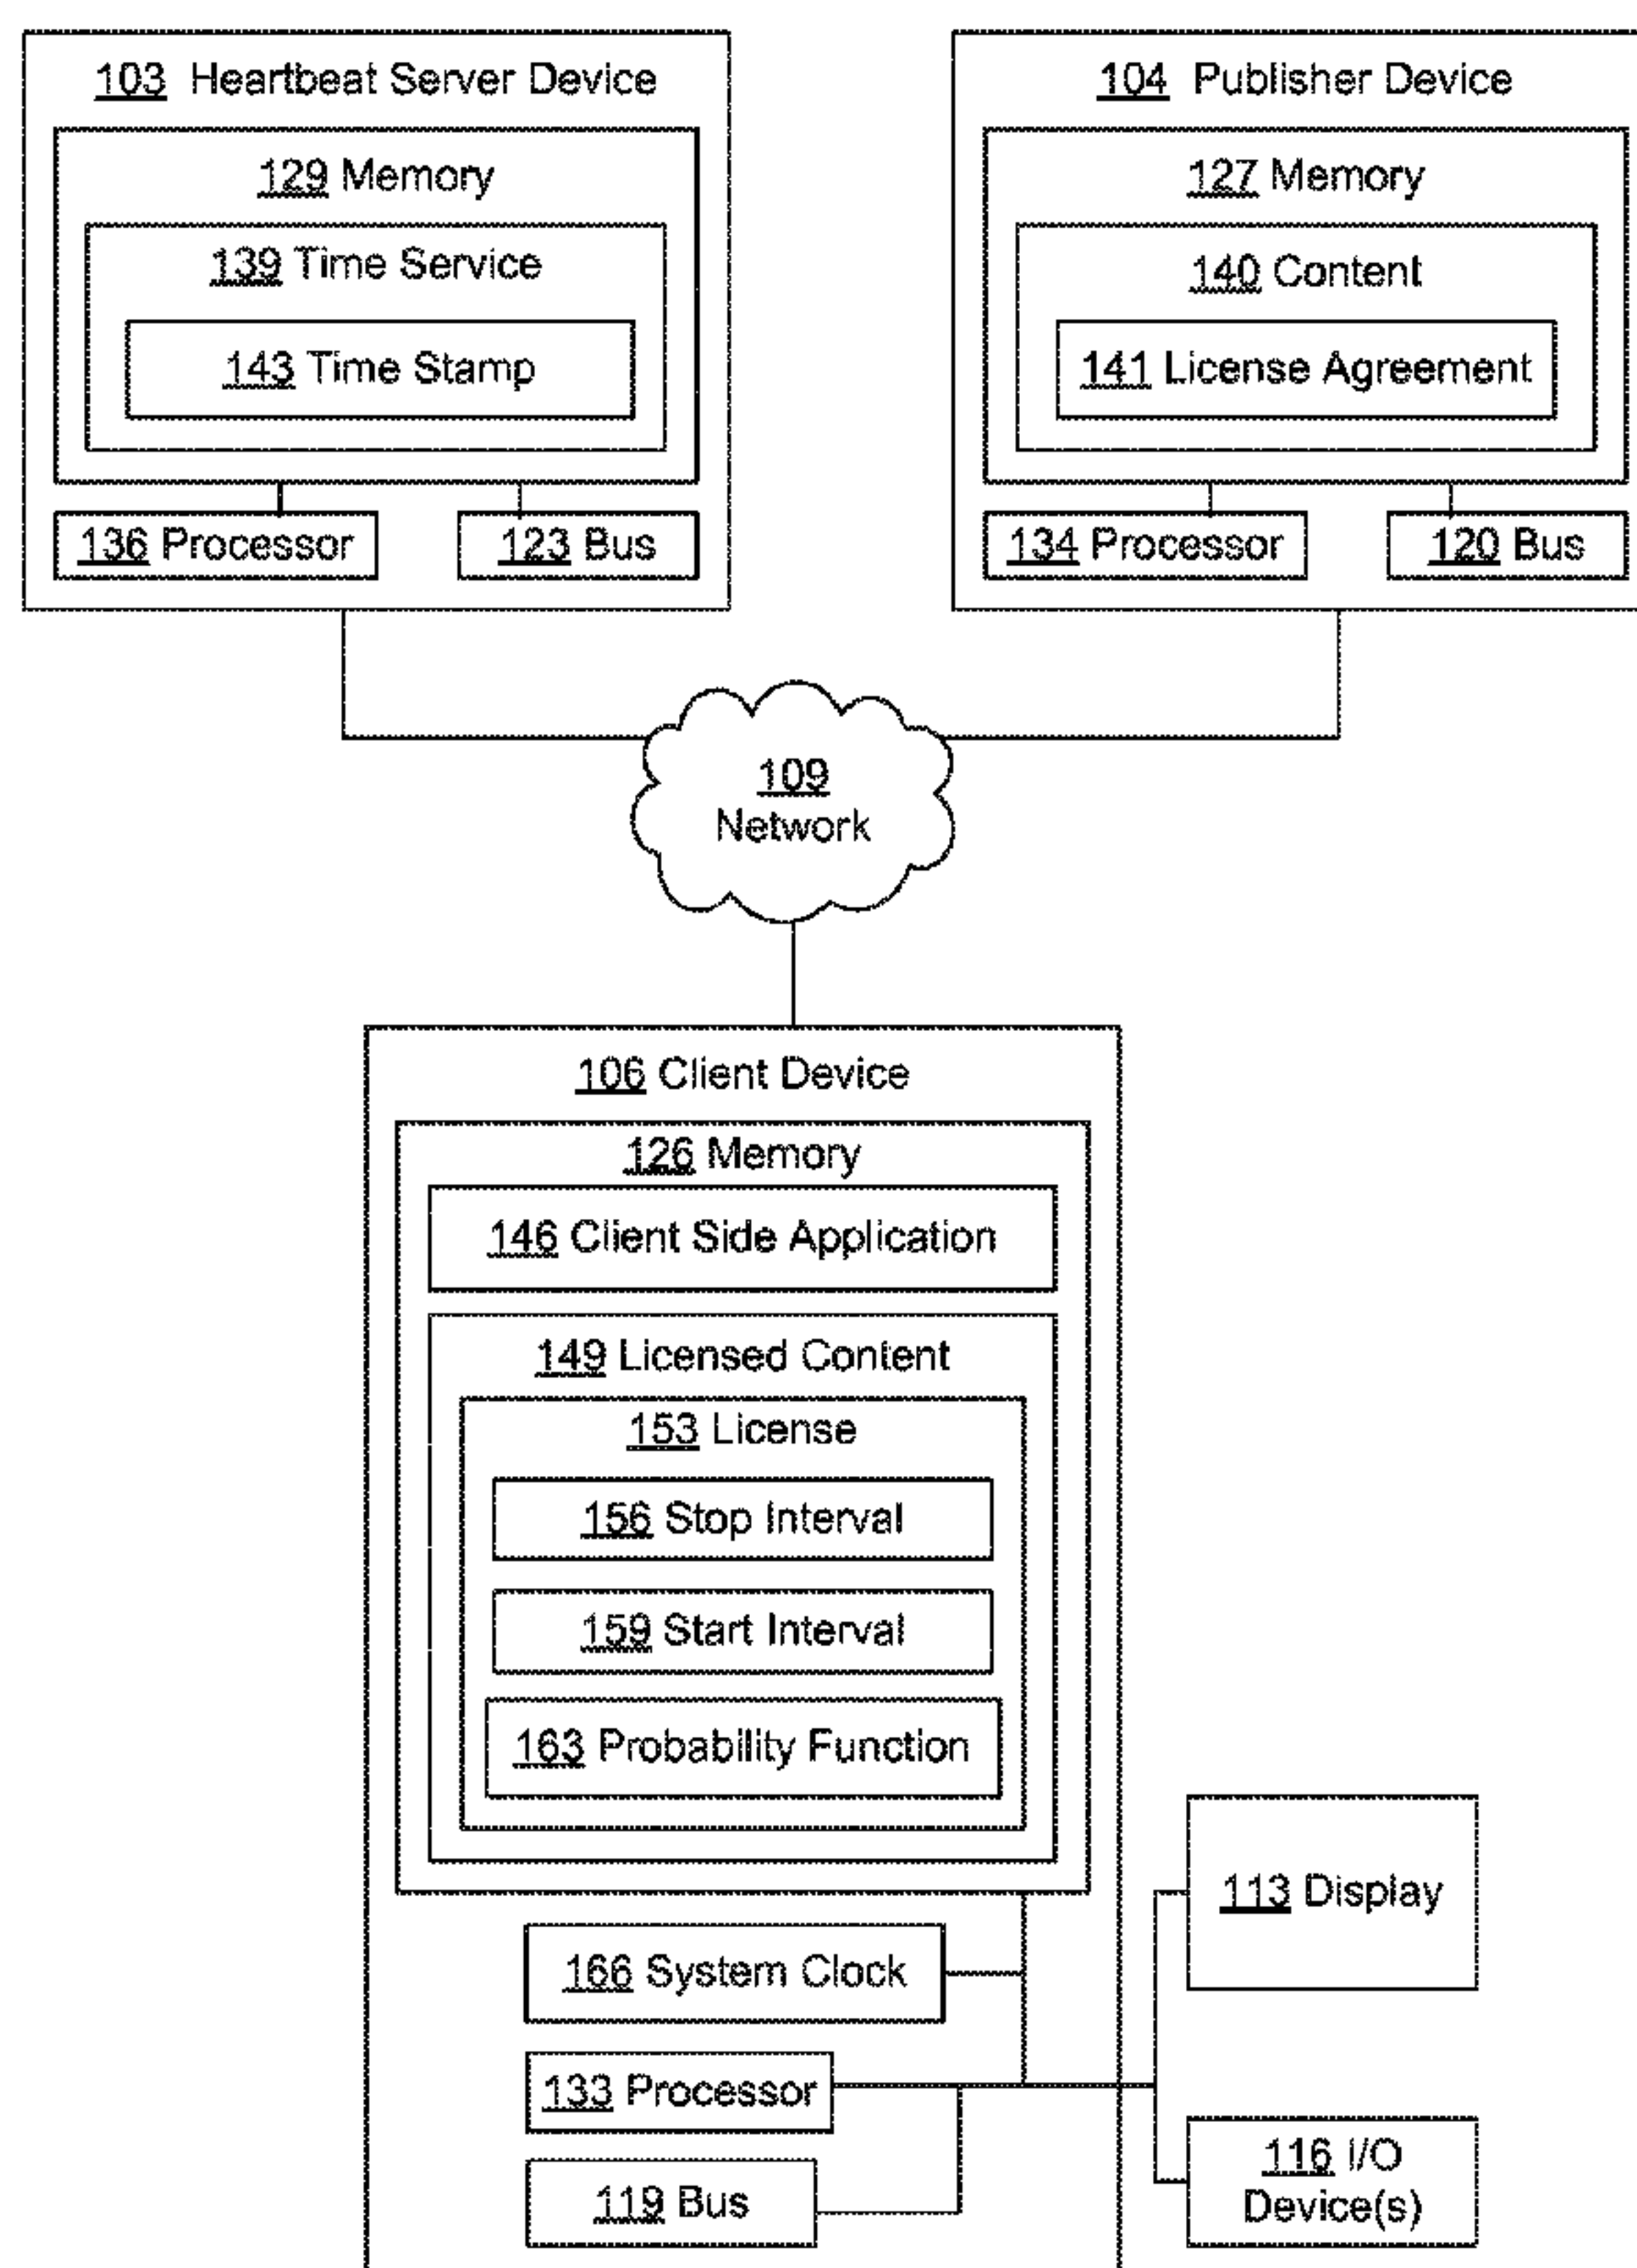 103 Heartbeat Server Device
129 Memory
139 Time Service
143 Time Stamp
136 Processor
123 Bus
104 Publisher Device
127 Memory
140 Content
141 License Agreement
134 Processor
120 Bus
109
Network
106 Client Device
126 Memory
146 Client Side Application
149 Licensed Content
153 License
156 Stop Interval
159 Start Interval
163 Probability Function
166 System Clock
133 Processor
119 Bus
113 Display
116 I/O
Device(s)